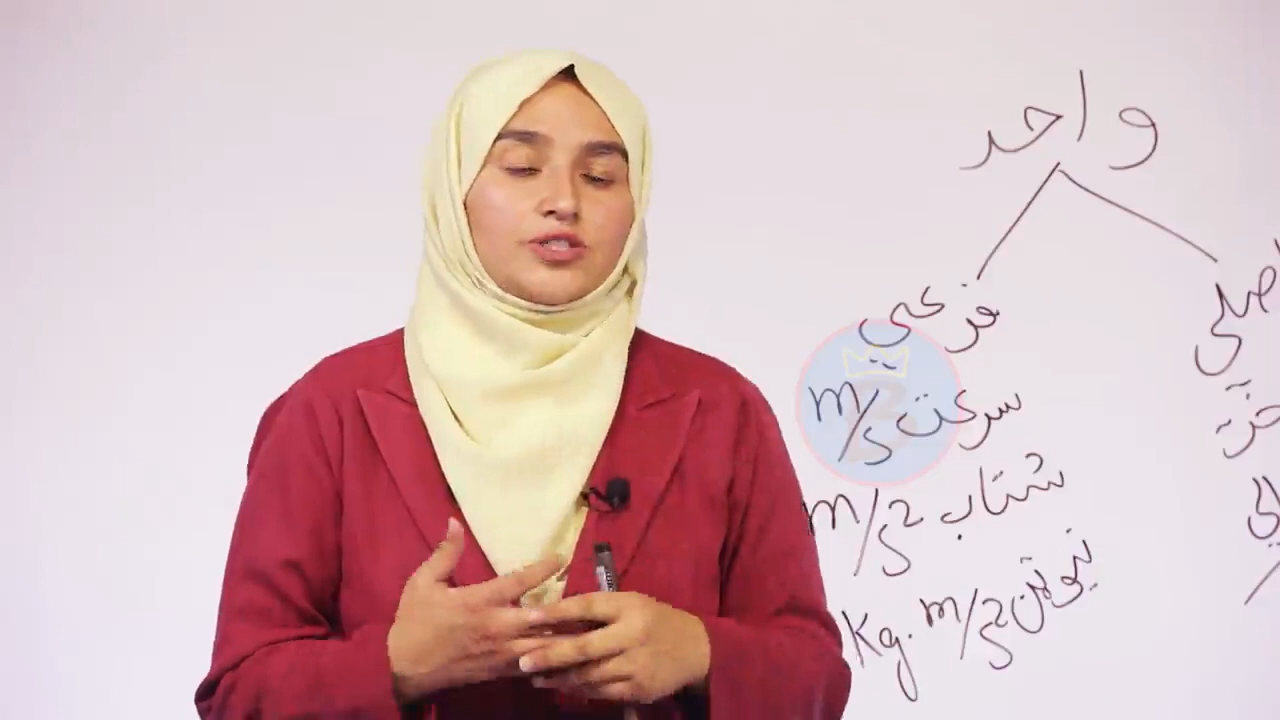 واحد
فرعی
اصلی
سرعت m/s
شتاب m/s²
نیوتن kg.m/s²